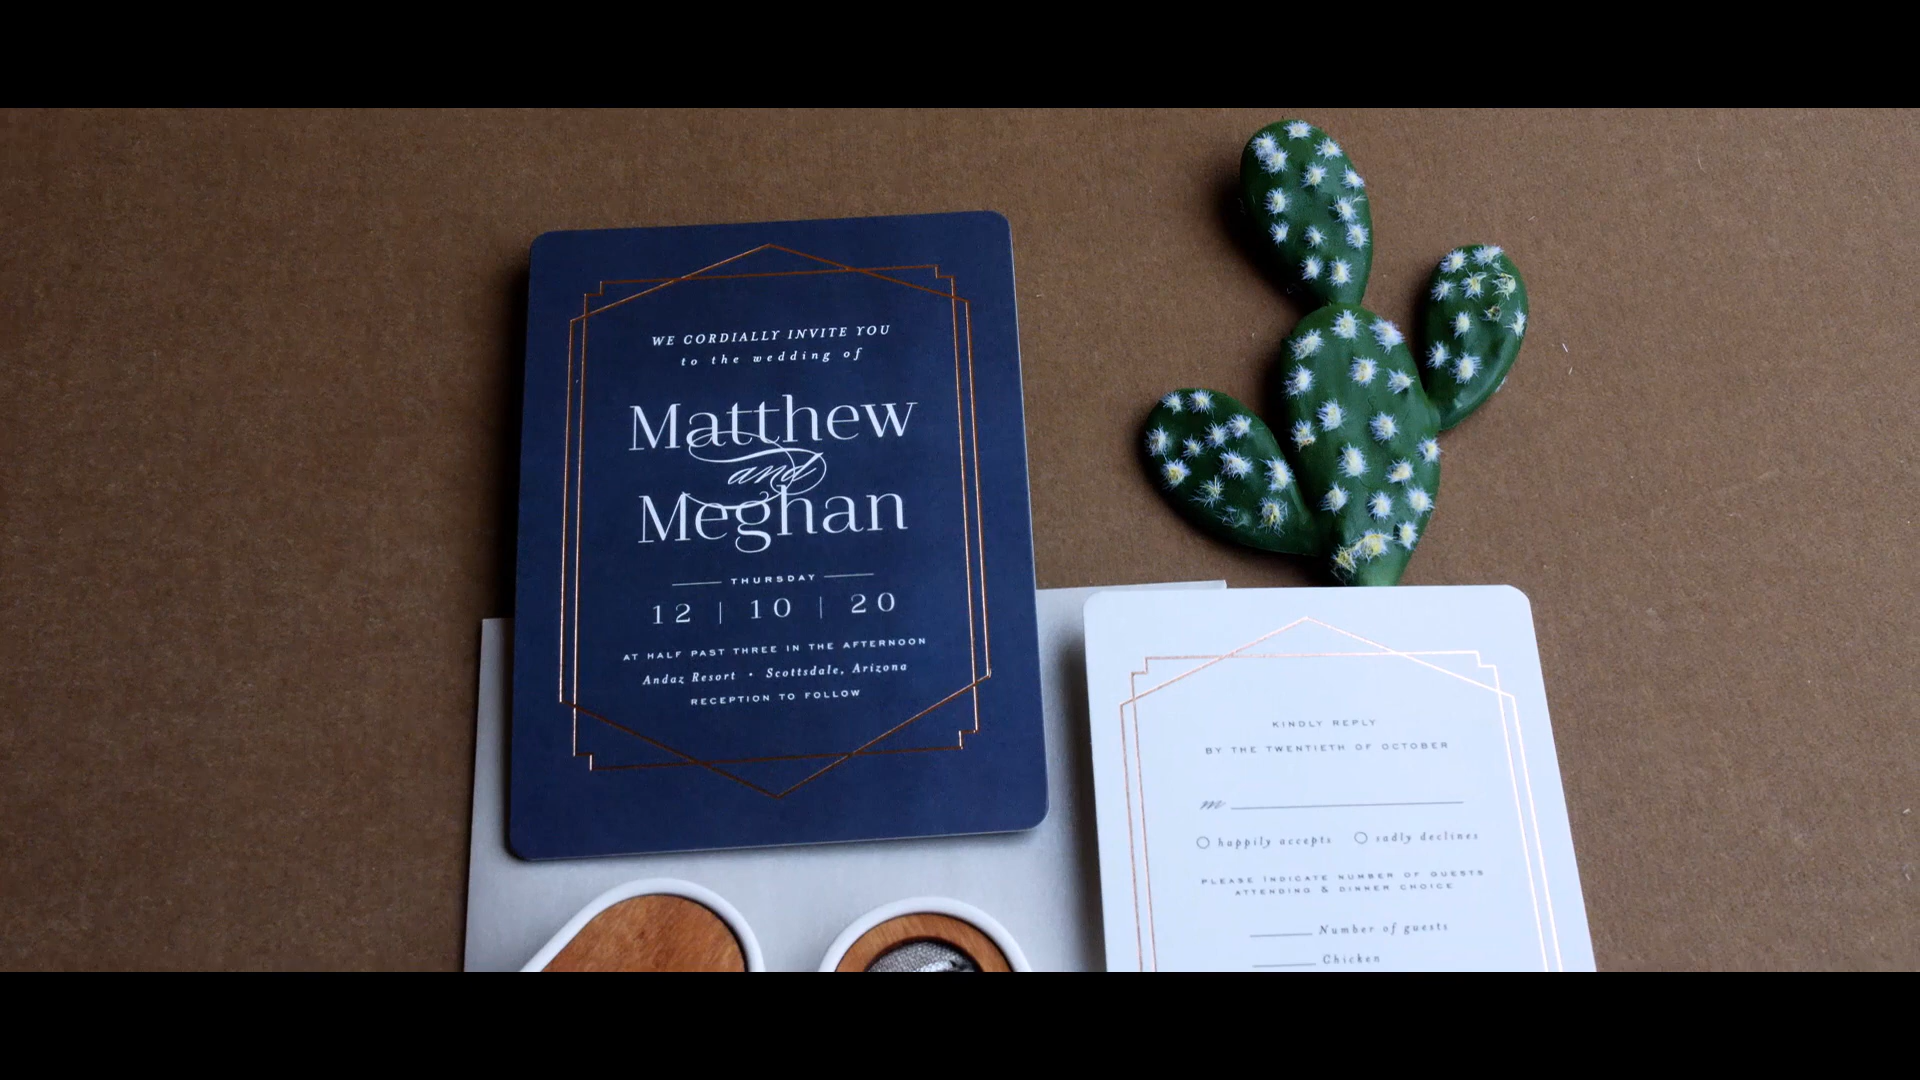 WE CORDIALLY INVITE YOU
to the wedding of
Matthew
and
Meghan
THURSDAY
12 | 10 | 20
AT HALF PAST THREE IN THE AFTERNOON
Andaz Resort • Scottsdale, Arizona
RECEPTION TO FOLLOW
KINDLY REPLY
BY THE TWENTIETH OF OCTOBER
m
happily accepts sadly declines
PLEASE INDICATE NUMBER OF GUESTS
ATTENDING & DINNER CHOICE
Number of guests
Chicken